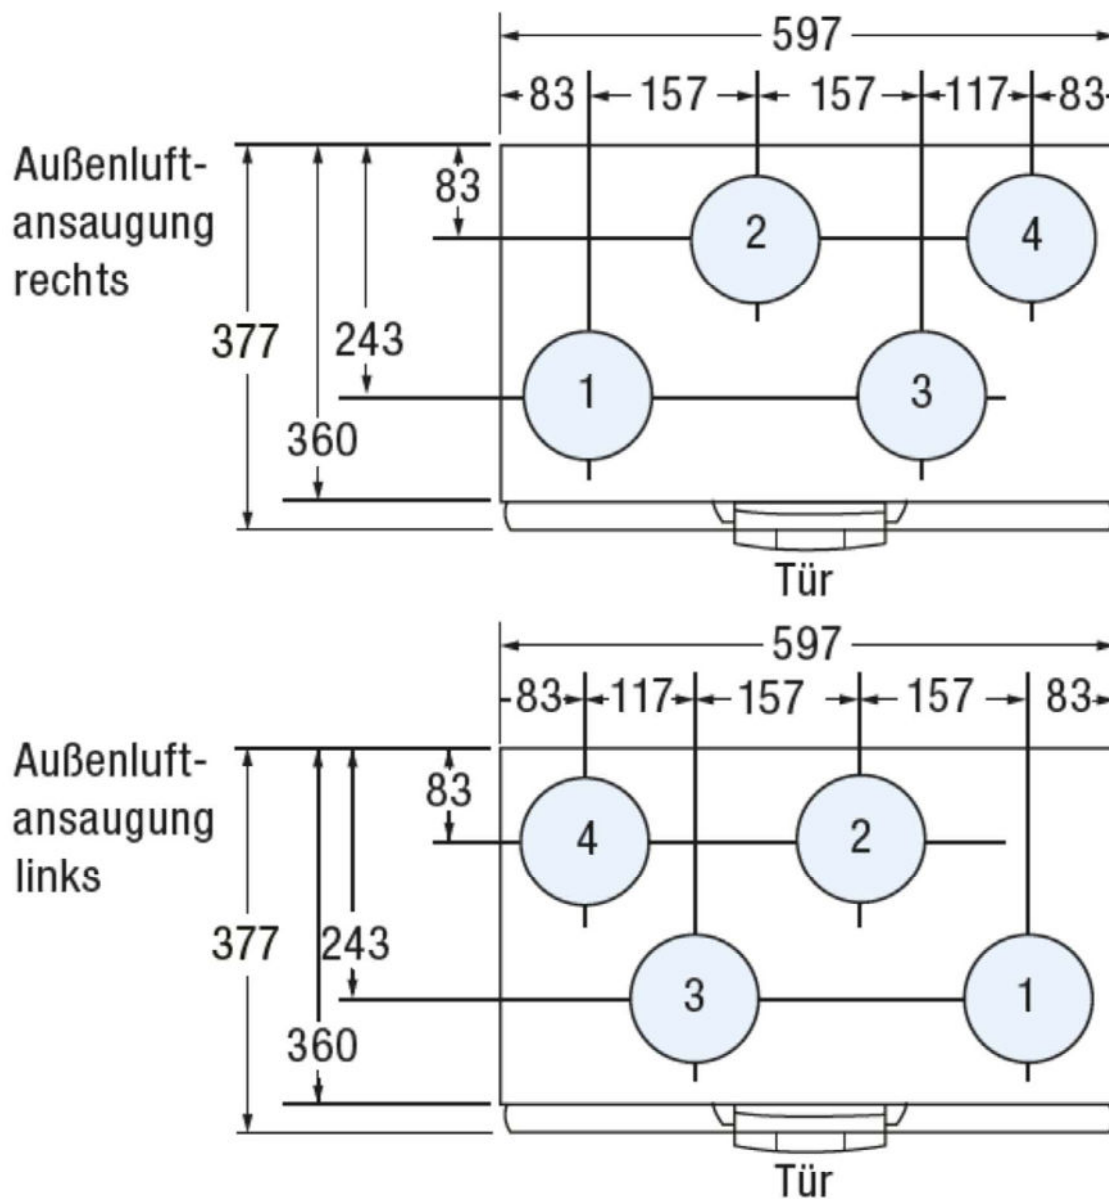 597
83 157 157 117 83
Außenluft-
ansaugung
rechts
83
2 4
377 243
1 3
360
Tür
597
83 117 157 157 83
Außenluft-
ansaugung
links
83
4 2
377 243
3 1
360
Tür